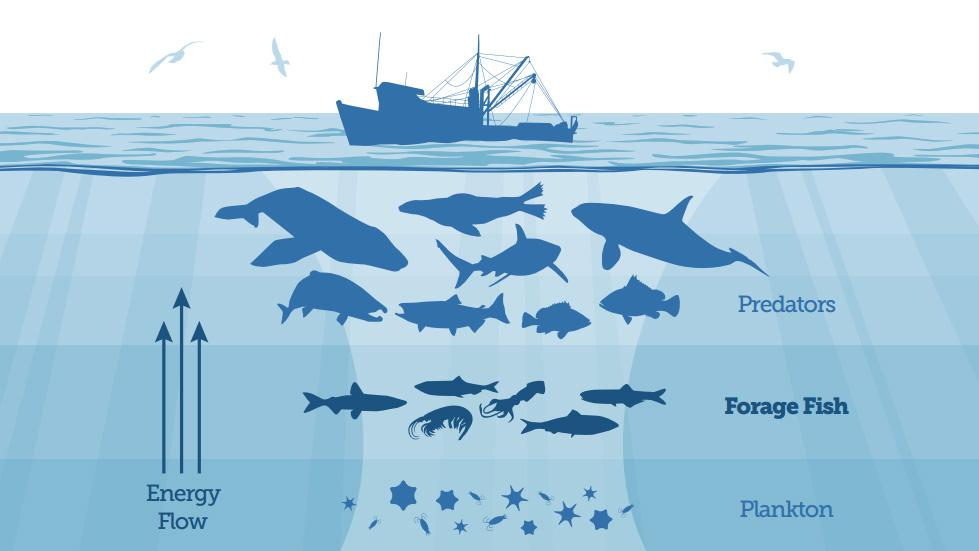 Predators
Forage Fish
Energy
Flow
Plankton